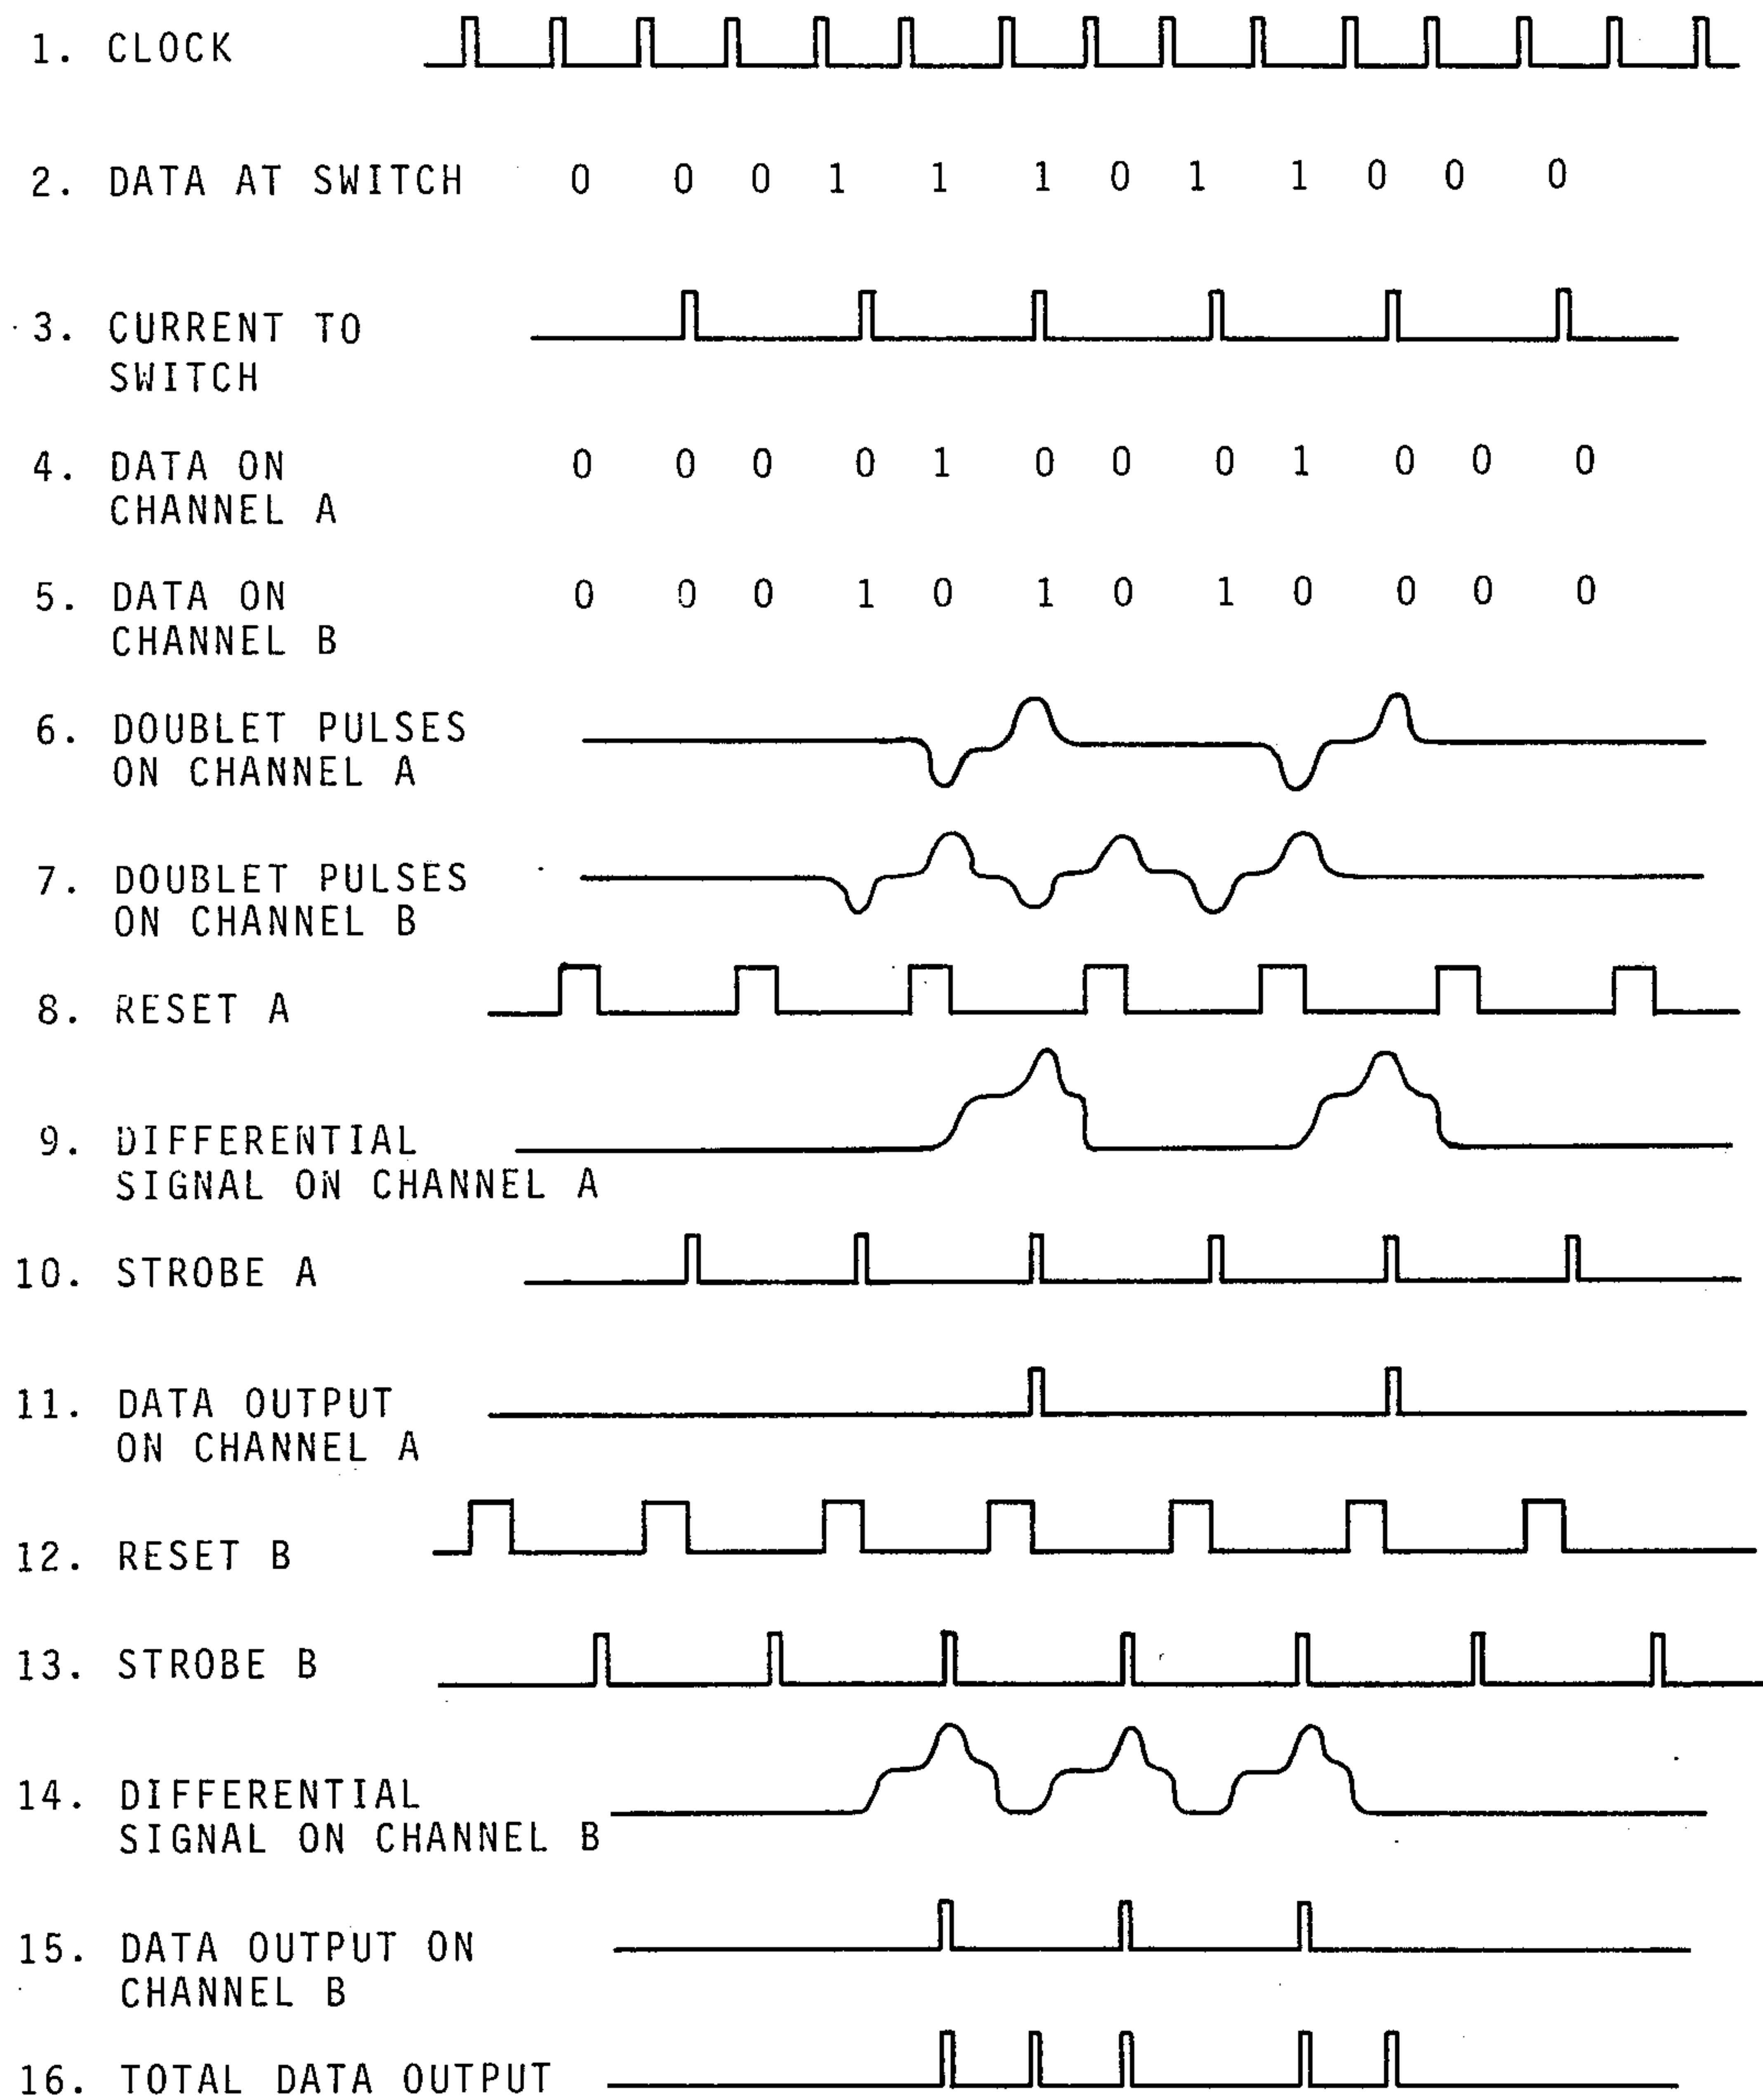 1. CLOCK
2. DATA AT SWITCH 0 0 0 1 1 1 0 1 1 0 0 0
3. CURRENT TO
SWITCH
4. DATA ON 0 0 0 0 1 0 0 0 1 0 0 0
CHANNEL A
5. DATA ON 0 0 0 1 0 1 0 1 0 0 0 0
CHANNEL B
6. DOUBLET PULSES
ON CHANNEL A
7. DOUBLET PULSES
ON CHANNEL B
8. RESET A
9. DIFFERENTIAL
SIGNAL ON CHANNEL A
10. STROBE A
11. DATA OUTPUT
ON CHANNEL A
12. RESET B
13. STROBE B
14. DIFFERENTIAL
SIGNAL ON CHANNEL B
15. DATA OUTPUT ON
CHANNEL B
16. TOTAL DATA OUTPUT